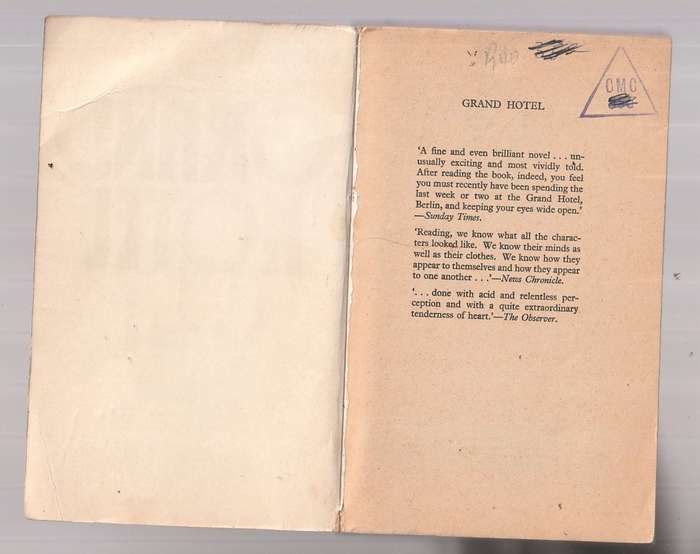 CMC
GRAND HOTEL
‘A fine and even brilliant novel . . . un-
usually exciting and most vividly told.
After reading the book, indeed, you feel
you must recently have been spending the
last week or two at the Grand Hotel,
Berlin, and keeping your eyes wide open.’
—Sunday Times.
‘Reading, we know what all the charac-
ters looked like. We know their minds as
well as their clothes. We know how they
appear to themselves and how they appear
to one another . . .’—News Chronicle.
‘. . . done with acid and relentless per-
ception and with a quite extraordinary
tenderness of heart.’—The Observer.